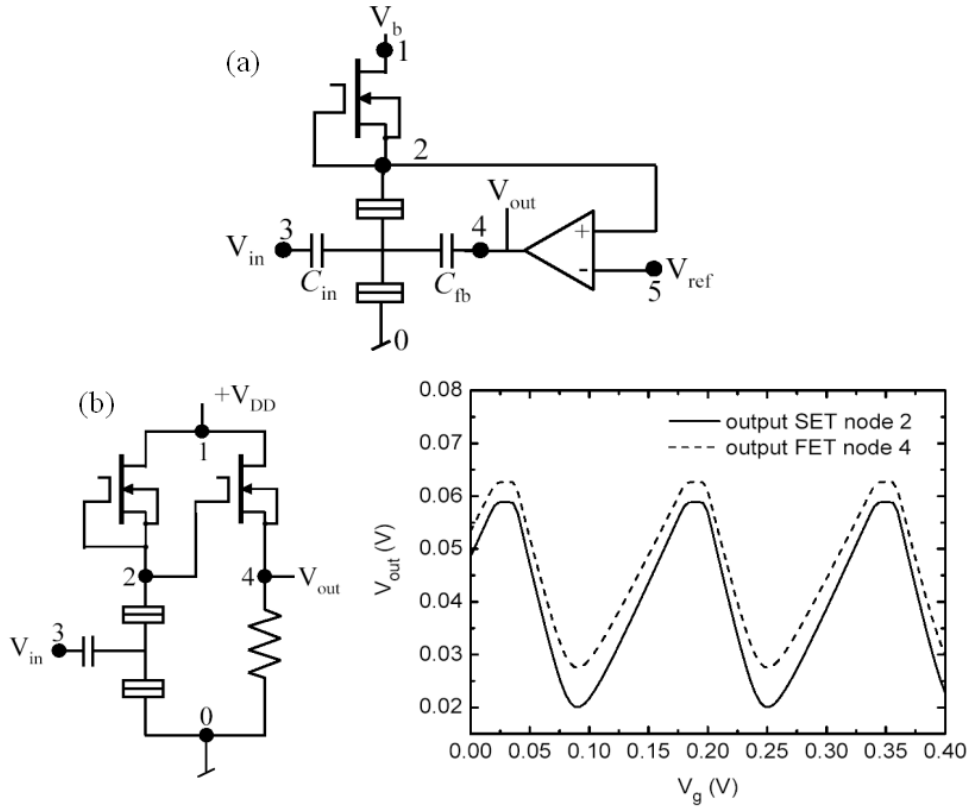 V_b
1
(a)
2
V_out
3
4
+
V_in
-
V_ref
5
C_in
C_fb
0
(b)
+V_DD
1
2
4
V_out
3
V_in
0
0.08
0.07
0.06
0.05
0.04
0.03
0.02
V_out (V)
output SET node 2
output FET node 4
0.00 0.05 0.10 0.15 0.20 0.25 0.30 0.35 0.40
V_g (V)